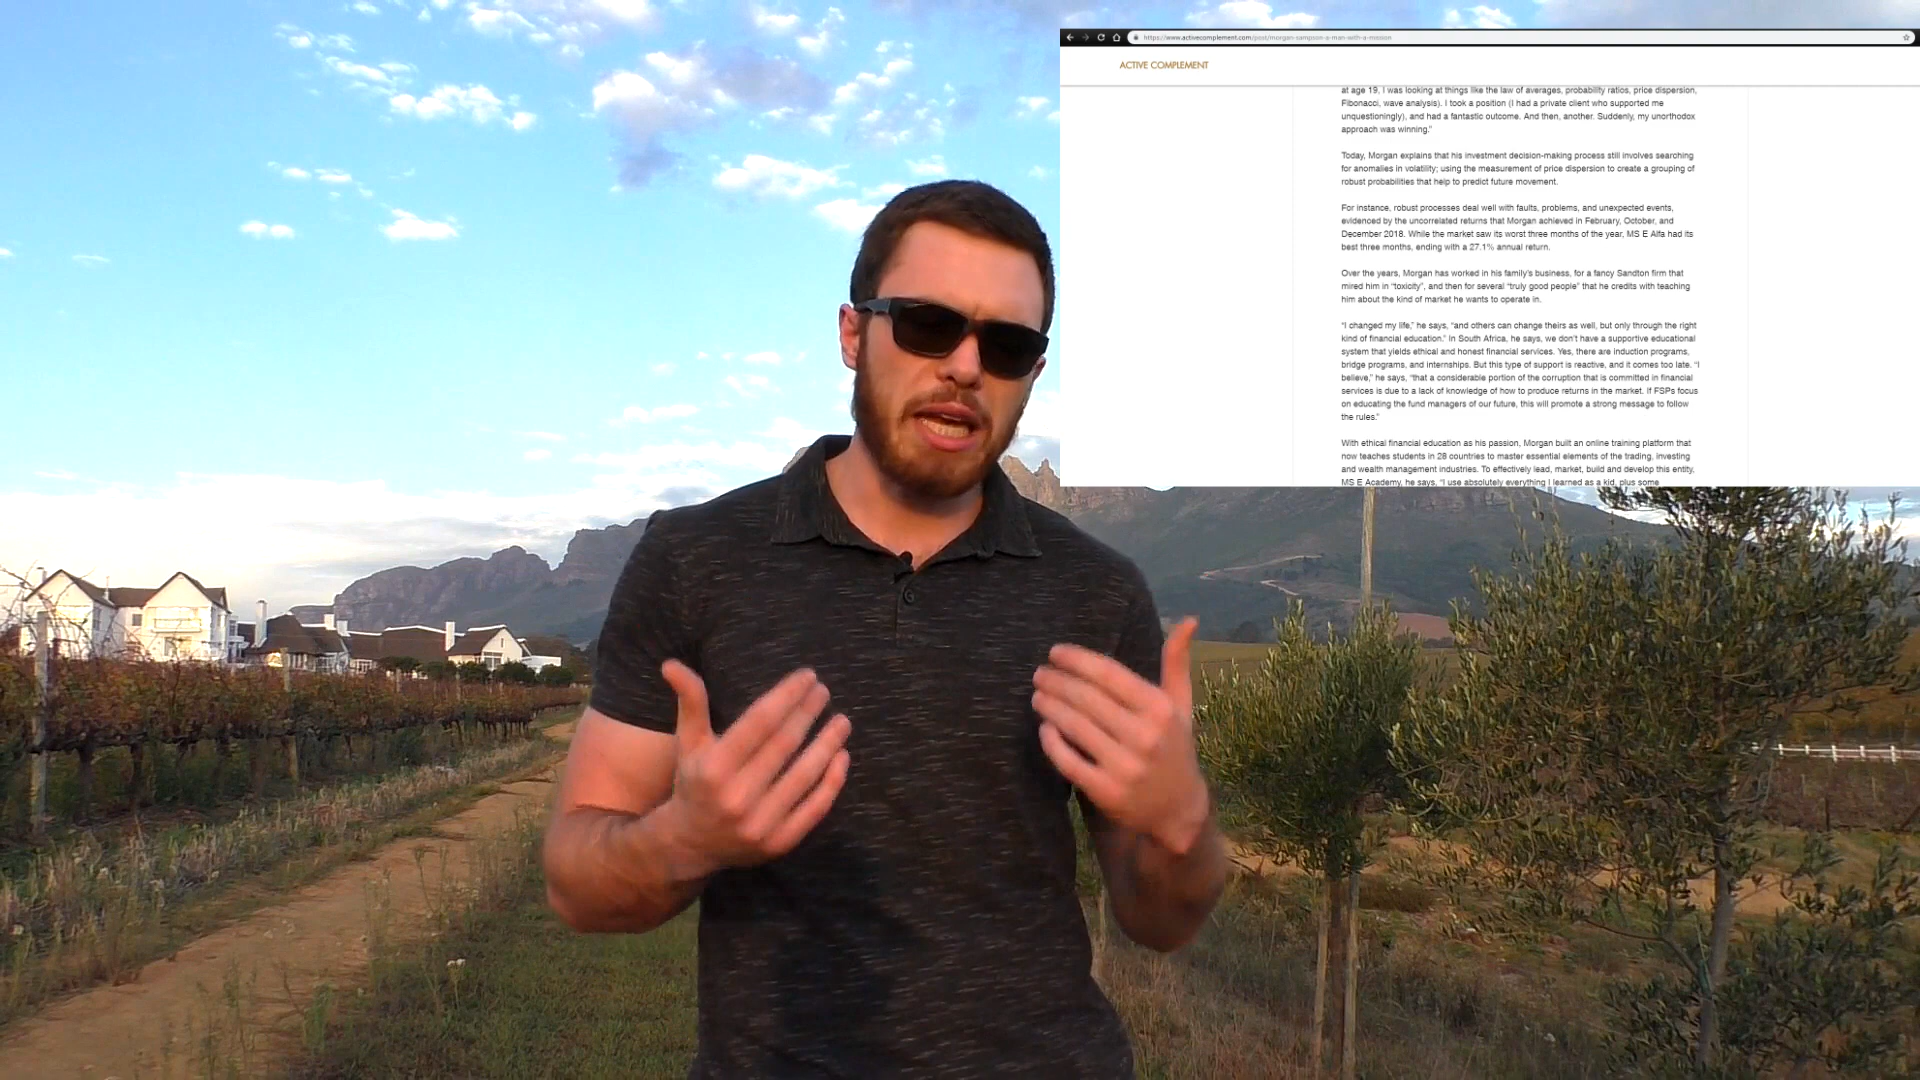 https://www.activecomplement.com/post/morgan-sampson-a-man-with-a-mission
ACTIVE COMPLEMENT
at age 19, I was looking at things like the law of averages, probability ratios, price dispersion,
Fibonacci, wave analysis). I took a position (I had a private client who supported me
unquestioningly), and had a fantastic outcome. And then, another. Suddenly, my unorthodox
approach was winning.”
Today, Morgan explains that his investment decision-making process still involves searching
for anomalies in volatility; using the measurement of price dispersion to create a grouping of
robust probabilities that help to predict future movement.
For instance, robust processes deal well with faults, problems, and unexpected events,
evidenced by the uncorrelated returns that Morgan achieved in February, October, and
December 2018. While the market saw its worst three months of the year, MS E Alfa had its
best three months, ending with a 27.1% annual return.
Over the years, Morgan has worked in his family’s business, for a fancy Sandton firm that
mired him in “toxicity”, and then for several “truly good people” that he credits with teaching
him about the kind of market he wants to operate in.
“I changed my life,” he says, “and others can change theirs as well, but only through the right
kind of financial education.” In South Africa, he says, we don’t have a supportive educational
system that yields ethical and honest financial services. Yes, there are induction programs,
bridge programs, and internships. But this type of support is reactive, and it comes too late. “I
believe,” he says, “that a considerable portion of the corruption that is committed in financial
services is due to a lack of knowledge of how to produce returns in the market. If FSPs focus
on educating the fund managers of our future, this will promote a strong message to follow
the rules.”
With ethical financial education as his passion, Morgan built an online training platform that
now teaches students in 28 countries to master essential elements of the trading, investing
and wealth management industries. To effectively lead, market, build and develop this entity,
MS E Academy, he says, “I use absolutely everything I learned as a kid, plus some